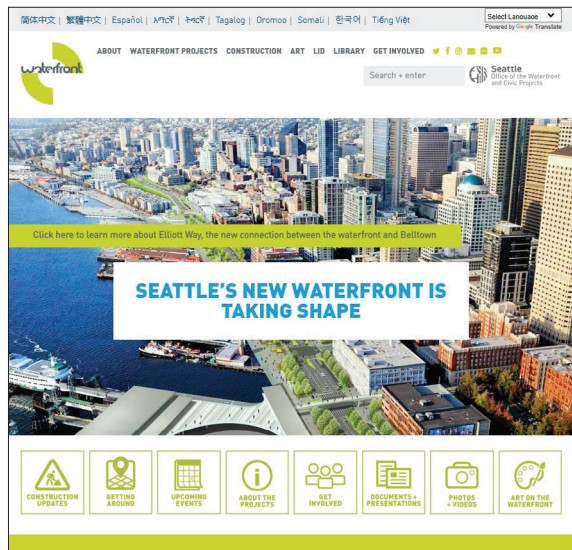 简体中文 | 繁體中文 | Español | አማርኛ | ትግርኛ | Tagalog | Oromoo | Somali | 한국어 | Tiếng Việt
Select Language
Powered by Google Translate
waterfront
ABOUT WATERFRONT PROJECTS CONSTRUCTION ART LID LIBRARY GET INVOLVED
Search + enter
Seattle
Office of the Waterfront
and Civic Projects
Click here to learn more about Elliott Way, the new connection between the waterfront and Belltown
SEATTLE'S NEW WATERFRONT IS
TAKING SHAPE
CONSTRUCTION
UPDATES
GETTING
AROUND
UPCOMING
EVENTS
ABOUT THE
PROJECTS
GET
INVOLVED
DOCUMENTS +
PRESENTATIONS
PHOTOS
+ VIDEOS
ART ON THE
WATERFRONT